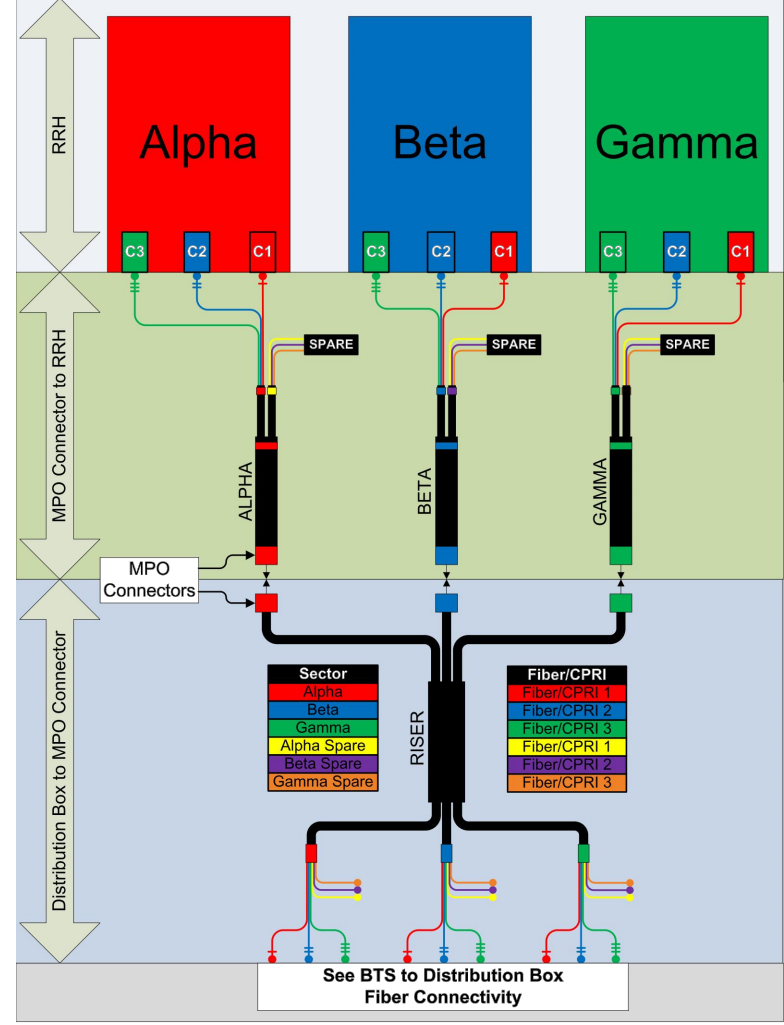 RRH
Alpha
Beta
Gamma
C3
C2
C1
C3
C2
C1
C3
C2
C1
MPO Connector to RRH
SPARE
SPARE
SPARE
ALPHA
BETA
GAMMA
MPO
Connectors
Distribution Box to MPO Connector
Sector
Alpha
Beta
Gamma
Alpha Spare
Beta Spare
Gamma Spare
RISER
Fiber/CPRI
Fiber/CPRI 1
Fiber/CPRI 2
Fiber/CPRI 3
Fiber/CPRI 1
Fiber/CPRI 2
Fiber/CPRI 3
See BTS to Distribution Box
Fiber Connectivity